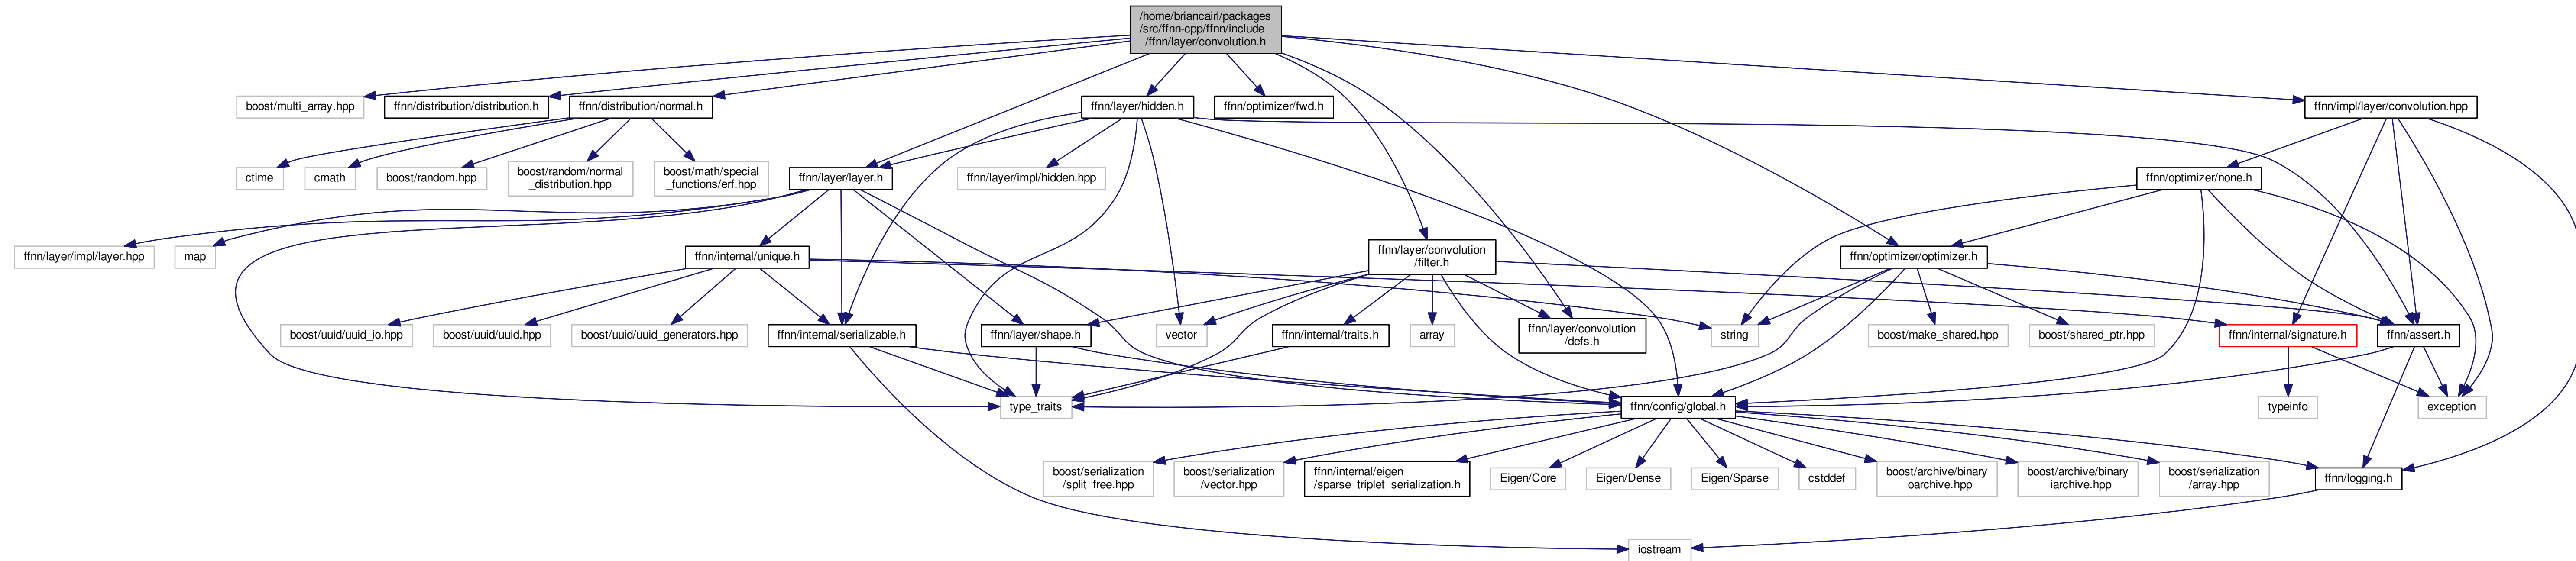 /home/briancairl/packages
/src/ffnn-cpp/ffnn/include
/ffnn/layer/convolution.h
boost/multi_array.hpp
ffnn/distribution/distribution.h
ffnn/distribution/normal.h
ffnn/layer/hidden.h
ffnn/optimizer/fwd.h
ffnn/impl/layer/convolution.hpp
ctime
cmath
boost/random.hpp
boost/random/normal
_distribution.hpp
boost/math/special
_functions/erf.hpp
ffnn/layer/layer.h
ffnn/layer/impl/hidden.hpp
ffnn/optimizer/none.h
ffnn/layer/impl/layer.hpp
map
ffnn/internal/unique.h
ffnn/layer/convolution
/filter.h
ffnn/optimizer/optimizer.h
boost/uuid/uuid_io.hpp
boost/uuid/uuid.hpp
boost/uuid/uuid_generators.hpp
ffnn/internal/serializable.h
ffnn/layer/shape.h
vector
ffnn/internal/traits.h
array
ffnn/layer/convolution
/defs.h
string
boost/make_shared.hpp
boost/shared_ptr.hpp
ffnn/internal/signature.h
ffnn/assert.h
type_traits
ffnn/config/global.h
typeinfo
exception
boost/serialization
/split_free.hpp
boost/serialization
/vector.hpp
ffnn/internal/eigen
/sparse_triplet_serialization.h
Eigen/Core
Eigen/Dense
Eigen/Sparse
cstddef
boost/archive/binary
_oarchive.hpp
boost/archive/binary
_iarchive.hpp
boost/serialization
/array.hpp
ffnn/logging.h
iostream